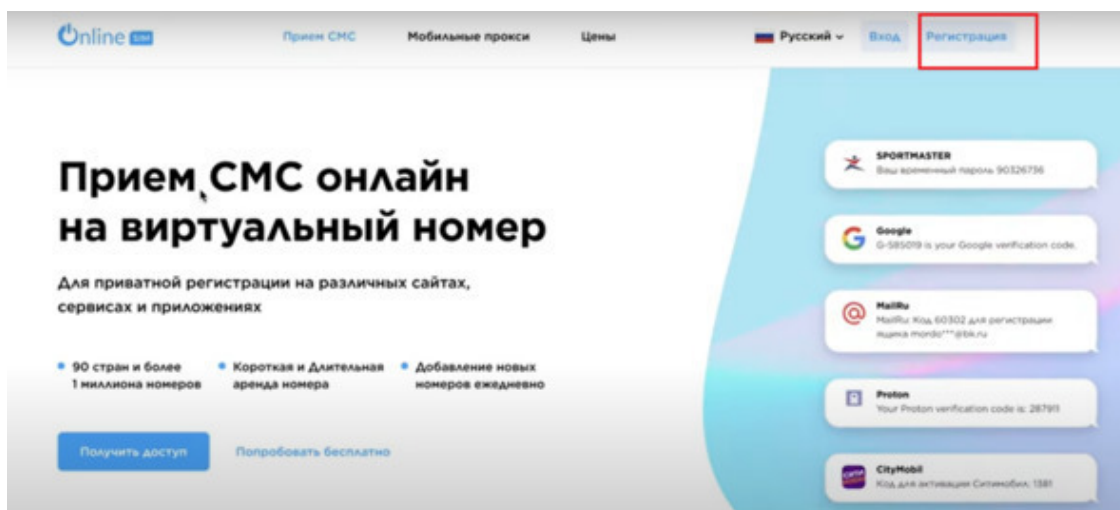 Online SIM
Прием СМС
Мобильные прокси
Цены
Русский
Вход
Регистрация
Прием СМС онлайн
на виртуальный номер
Для приватной регистрации на различных сайтах,
сервисах и приложениях
90 стран и более
1 миллиона номеров
Короткая и Длительная
аренда номера
Добавление новых
номеров ежедневно
Получить доступ
Попробовать бесплатно
SPORTMASTER
Ваш временный пароль 90326736
Google
G-585019 is your Google verification code.
MailRu
MailRu: Код 60302 для регистрации
ящика mordo***@bk.ru
Proton
Your Proton verification code is: 287911
CityMobil
Код для активации Ситимобил: 1381